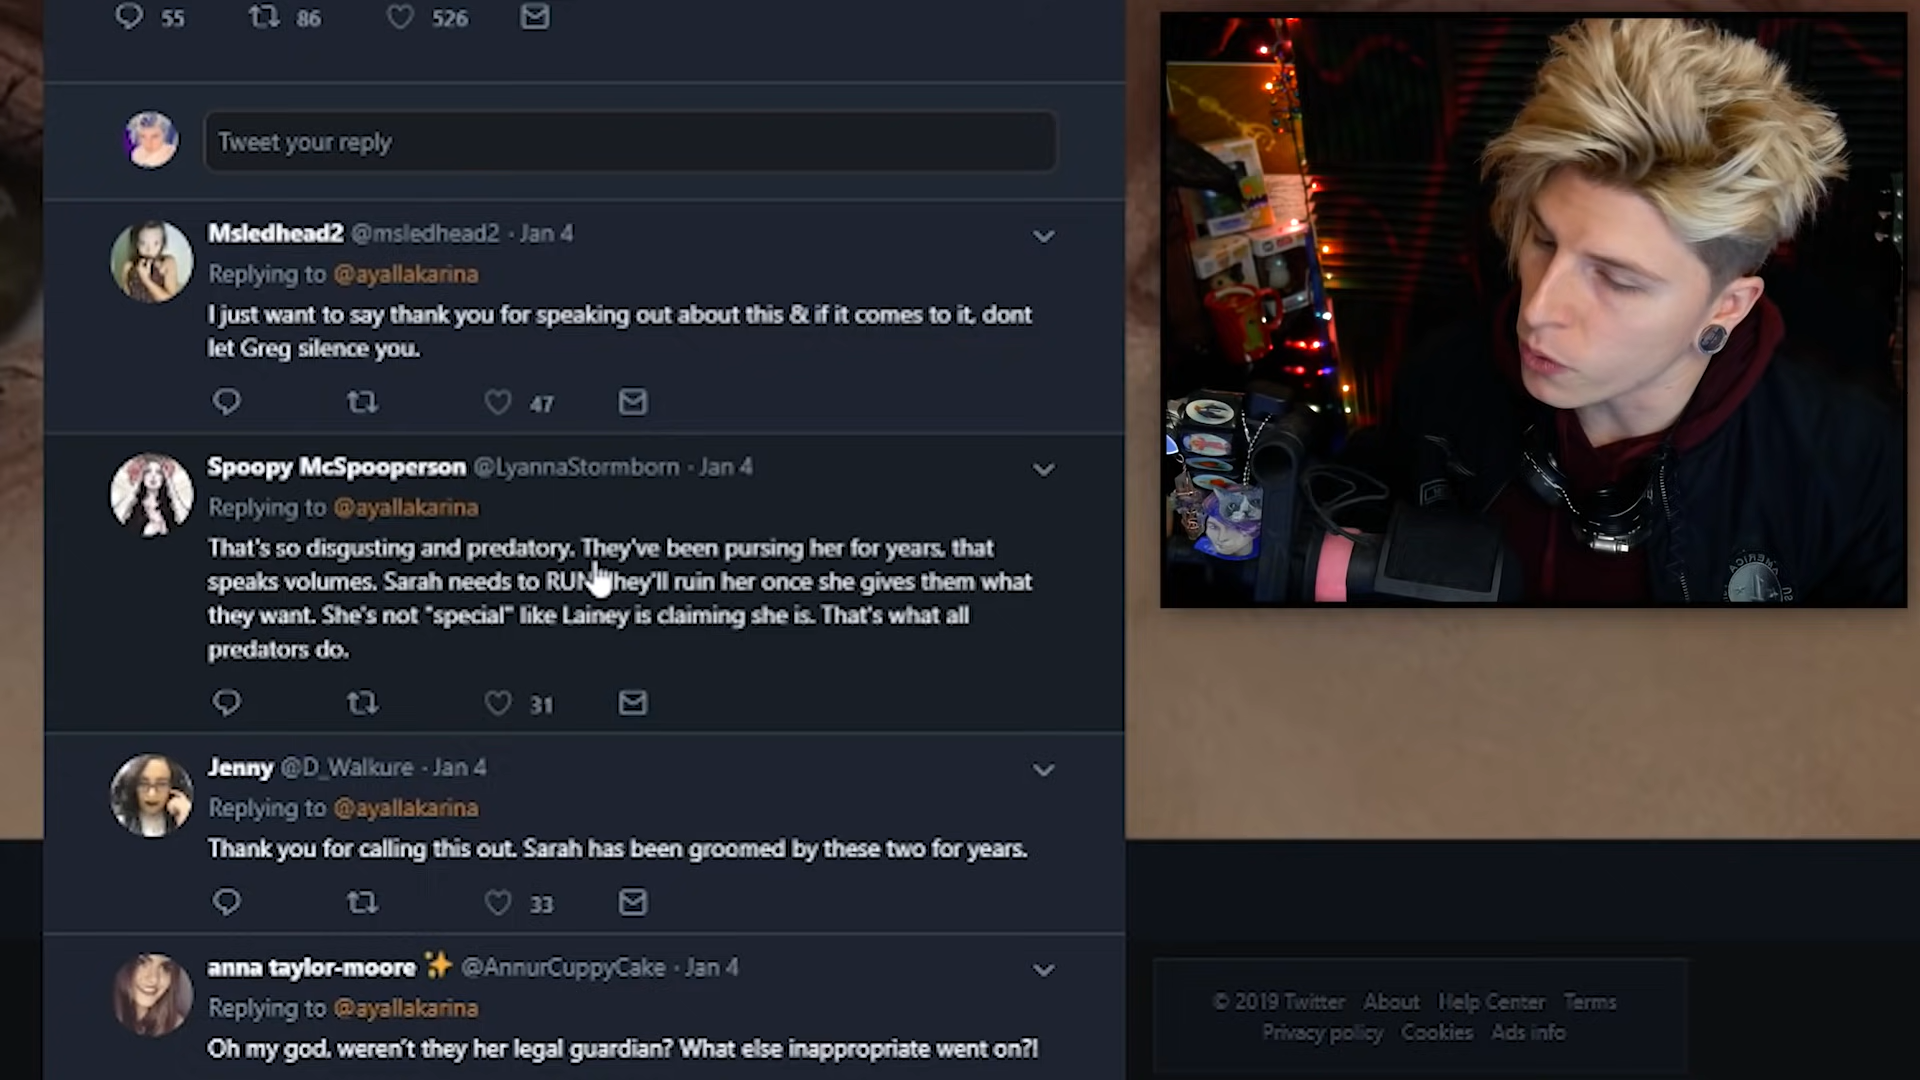 55 86 526
Tweet your reply
Msledhead2 @msledhead2 · Jan 4
Replying to @ayallakarina
I just want to say thank you for speaking out about this & if it comes to it, dont
let Greg silence you.
47
Spoopy McSpooperson @LyannaStormborn · Jan 4
Replying to @ayallakarina
That's so disgusting and predatory. They've been pursing her for years, that
speaks volumes. Sarah needs to RUN. They'll ruin her once she gives them what
they want. She's not "special" like Lainey is claiming she is. That's what all
predators do.
31
Jenny @D_Walkure · Jan 4
Replying to @ayallakarina
Thank you for calling this out. Sarah has been groomed by these two for years.
33
anna taylor-moore ✨ @AnnurCuppyCake · Jan 4
Replying to @ayallakarina
Oh my god, weren't they her legal guardian? What else inappropriate went on?!
© 2019 Twitter About Help Center Terms
Privacy policy Cookies Ads info